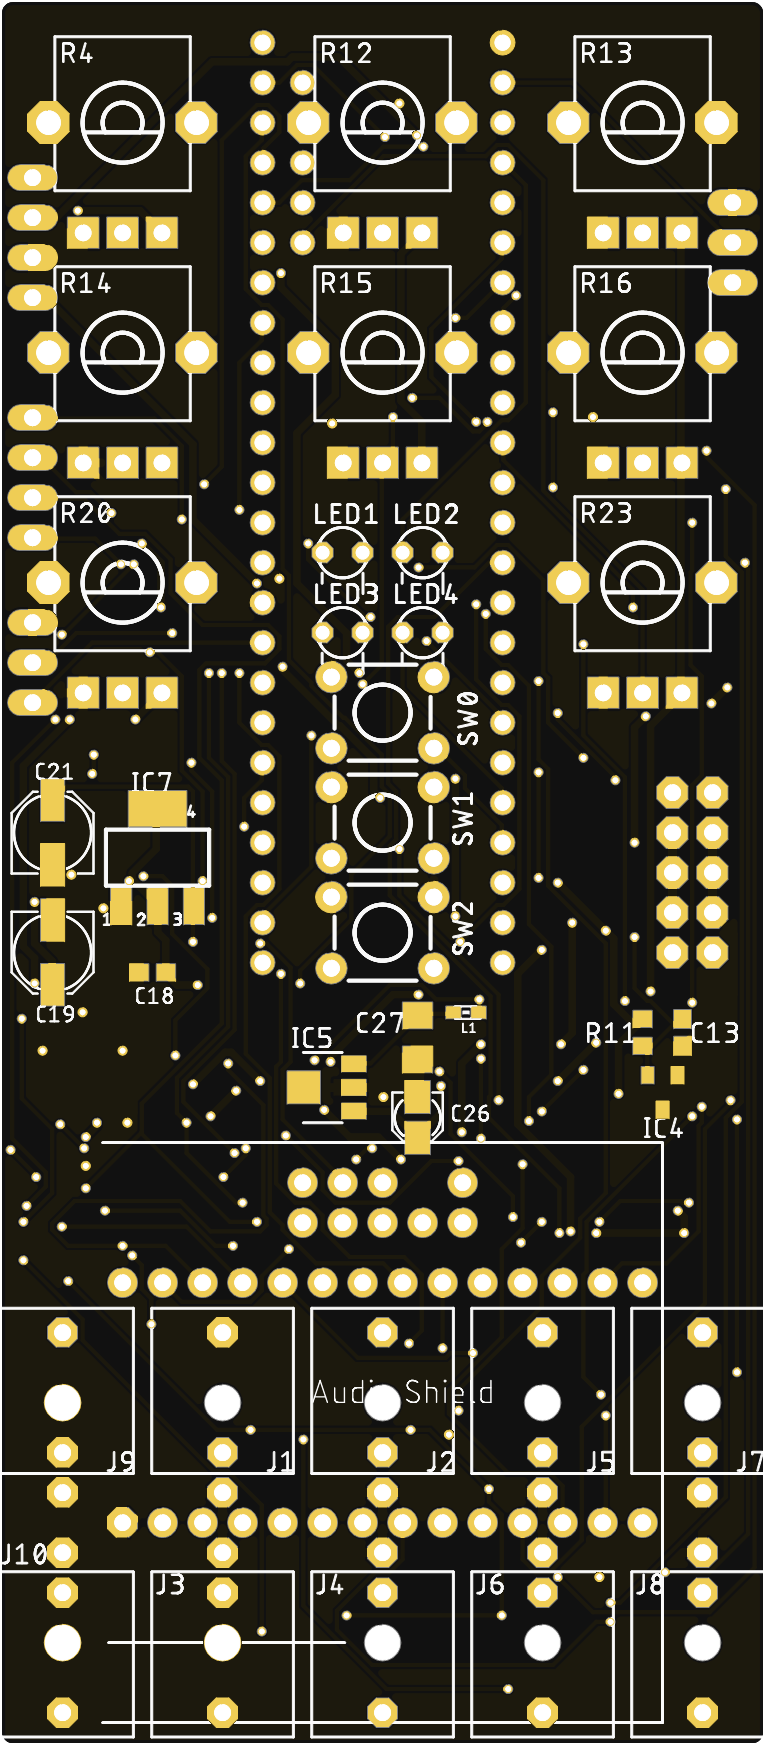 R4 R12 R13
R14 R15 R16
R20 LED1 LED2 R23
LED3 LED4
SW0
C21 IC7
4
SW1
1 2 3
SW2
C18
C19
C27 L1
IC5 R11 C13
C26
IC4
Audio Shield
J9 J1 J2 J5 J7
J10
J3 J4 J6 J8